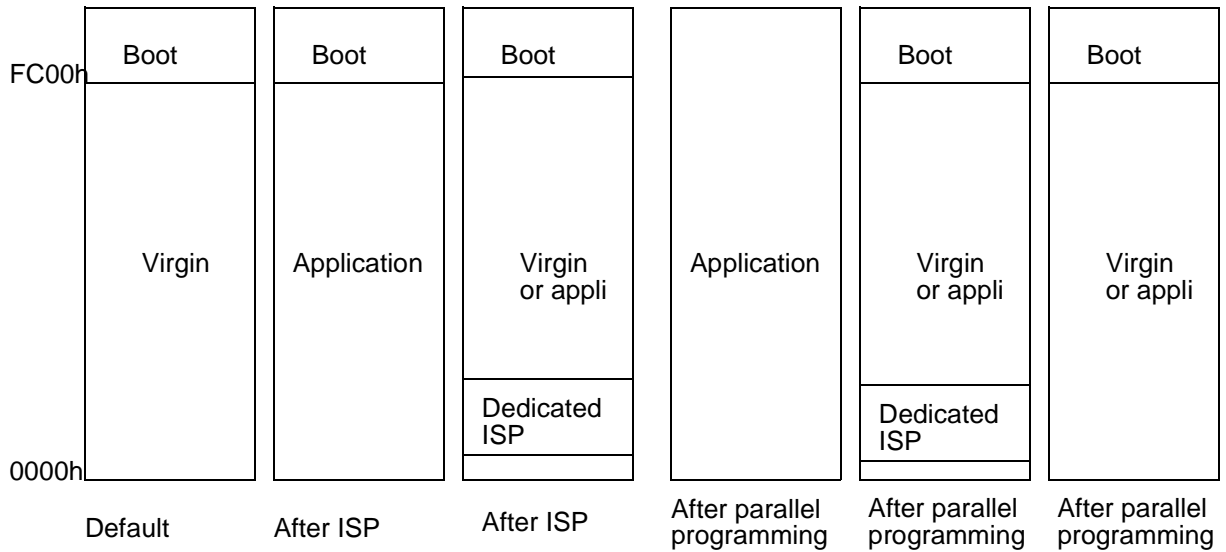 Boot
Boot
Boot
Boot
Boot
FC00h
Virgin
Application
Virgin
or appli
Application
Virgin
or appli
Virgin
or appli
Dedicated
ISP
Dedicated
ISP
0000h
Default
After ISP
After ISP
After parallel
programming
After parallel
programming
After parallel
programming